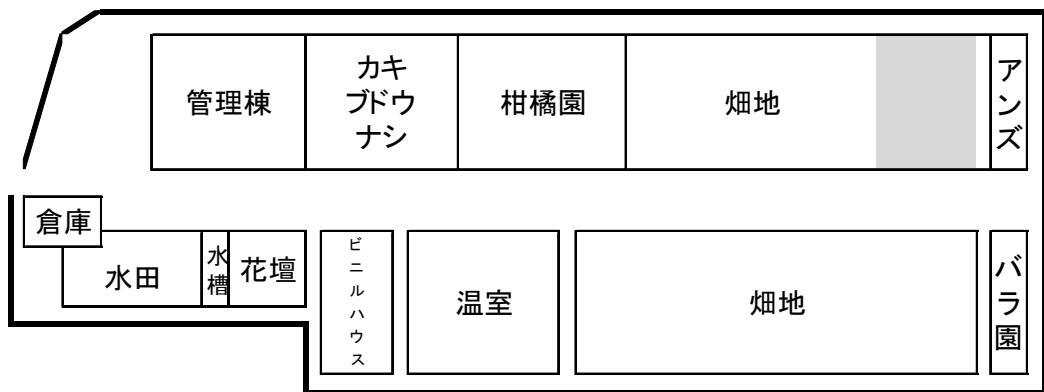 管理棟
カキ
ブドウ
ナシ
柑橘園
畑地
アンズ
倉庫
水田
水槽
花壇
ビニルハウス
温室
畑地
バラ園